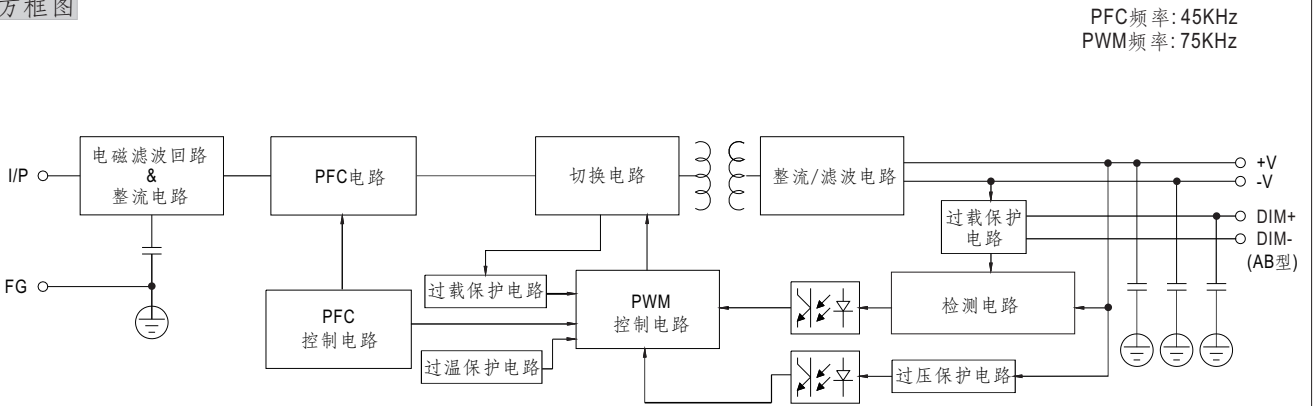 方框图
PFC频率:45KHz
PWM频率:75KHz
I/P
电磁滤波回路
&
整流电路
PFC电路
切换电路
整流/滤波电路
+V
-V
过载保护
电路
DIM+
DIM-
(AB型)
FG
过载保护电路
PFC
控制电路
PWM
控制电路
检测电路
过温保护电路
过压保护电路